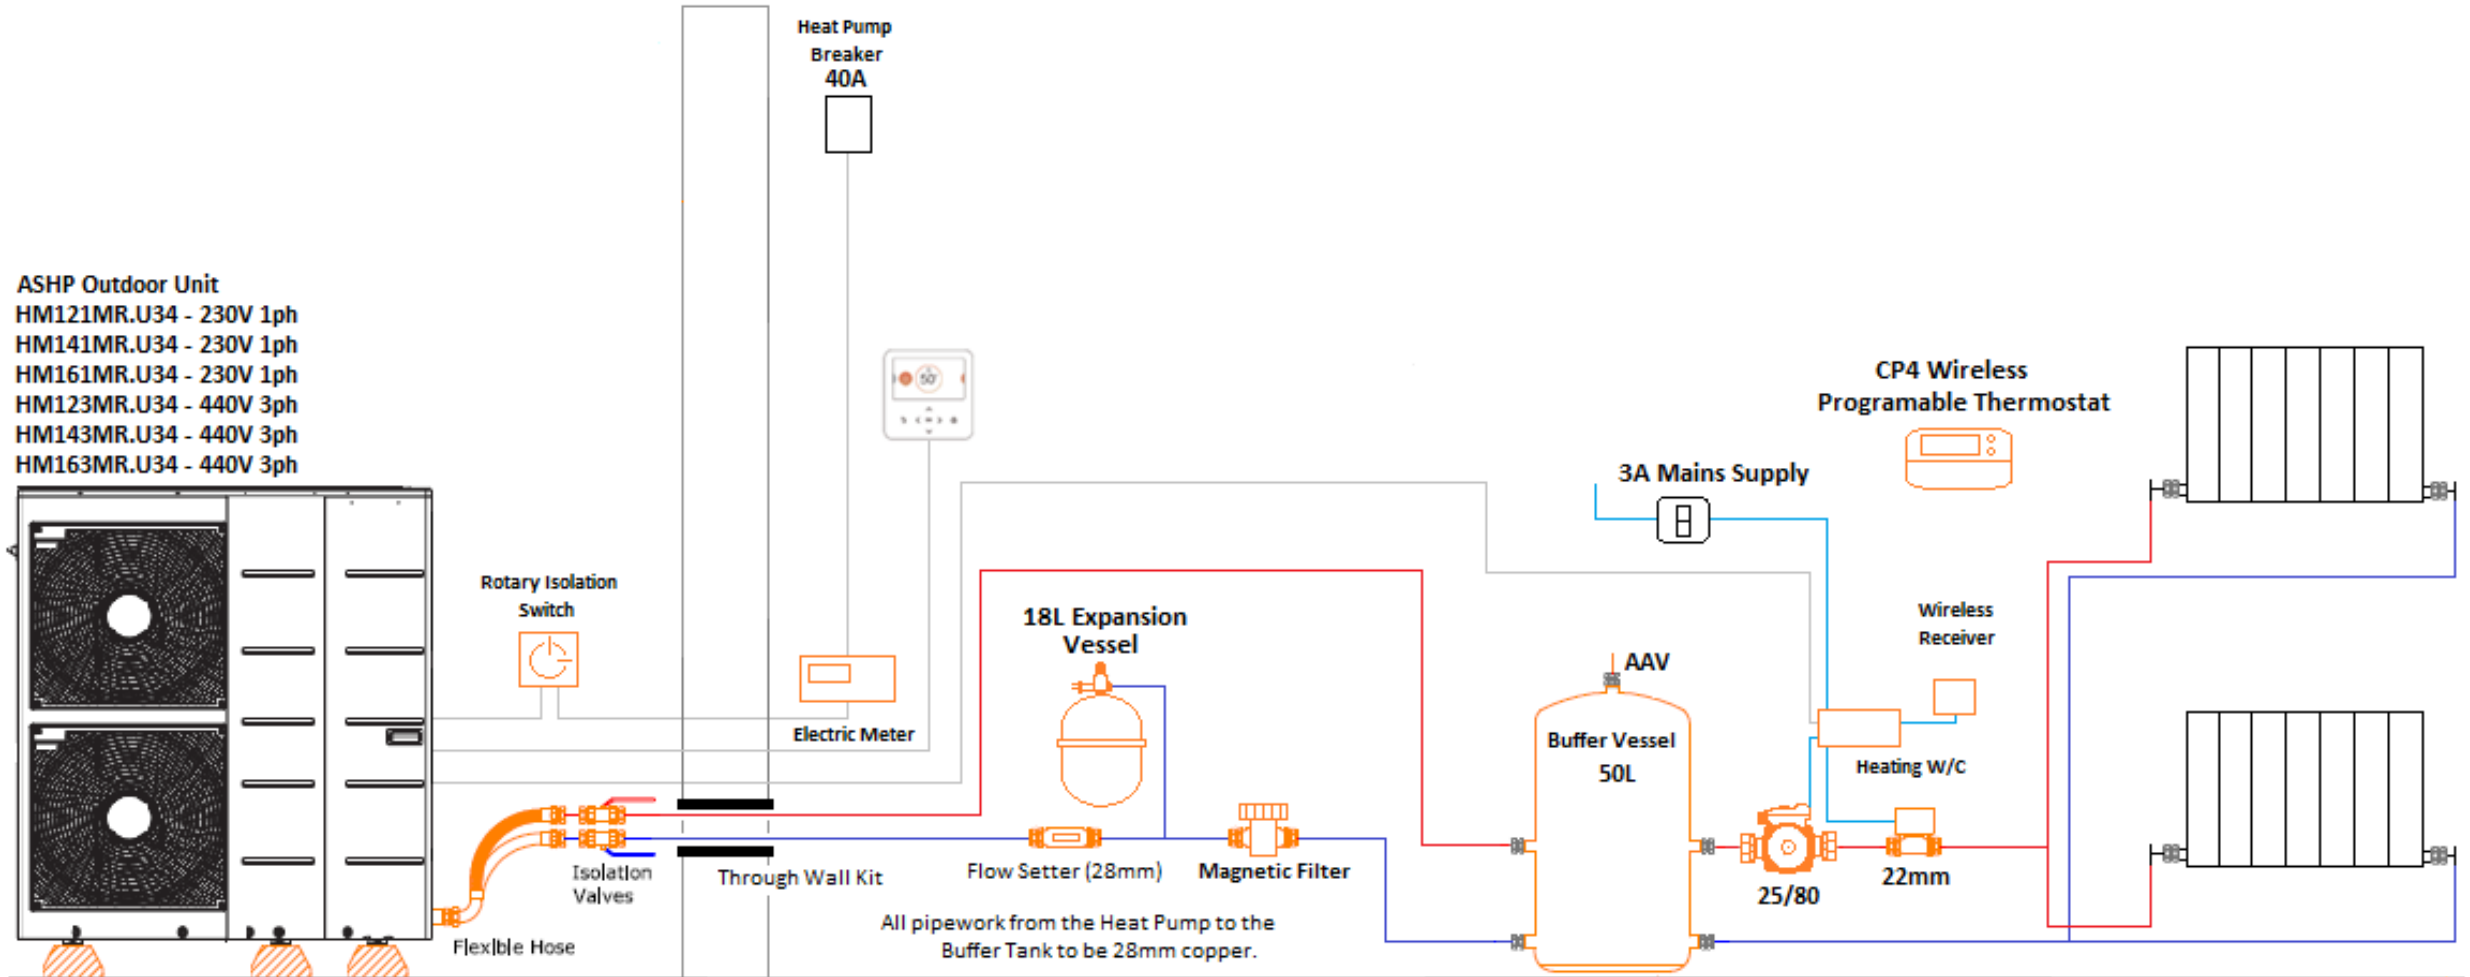 Heat Pump
Breaker
40A
ASHP Outdoor Unit
HM121MR.U34 - 230V 1ph
HM141MR.U34 - 230V 1ph
HM161MR.U34 - 230V 1ph
HM123MR.U34 - 440V 3ph
HM143MR.U34 - 440V 3ph
HM163MR.U34 - 440V 3ph
50°
CP4 Wireless
Programable Thermostat
3A Mains Supply
Rotary Isolation
Switch
18L Expansion
Vessel
Wireless
Receiver
AAV
Electric Meter
Buffer Vessel
50L
Heating W/C
Isolation
Valves
Through Wall Kit
Flow Setter (28mm)
Magnetic Filter
25/80
22mm
Flexible Hose
All pipework from the Heat Pump to the
Buffer Tank to be 28mm copper.